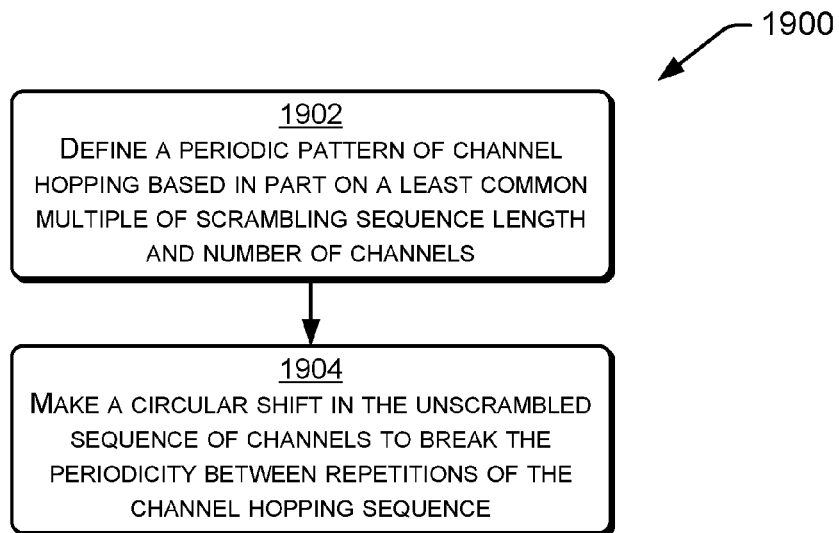 1900
1902
DEFINE A PERIODIC PATTERN OF CHANNEL
HOPPING BASED IN PART ON A LEAST COMMON
MULTIPLE OF SCRAMBLING SEQUENCE LENGTH
AND NUMBER OF CHANNELS
1904
MAKE A CIRCULAR SHIFT IN THE UNSCRAMBLED
SEQUENCE OF CHANNELS TO BREAK THE
PERIODICITY BETWEEN REPETITIONS OF THE
CHANNEL HOPPING SEQUENCE